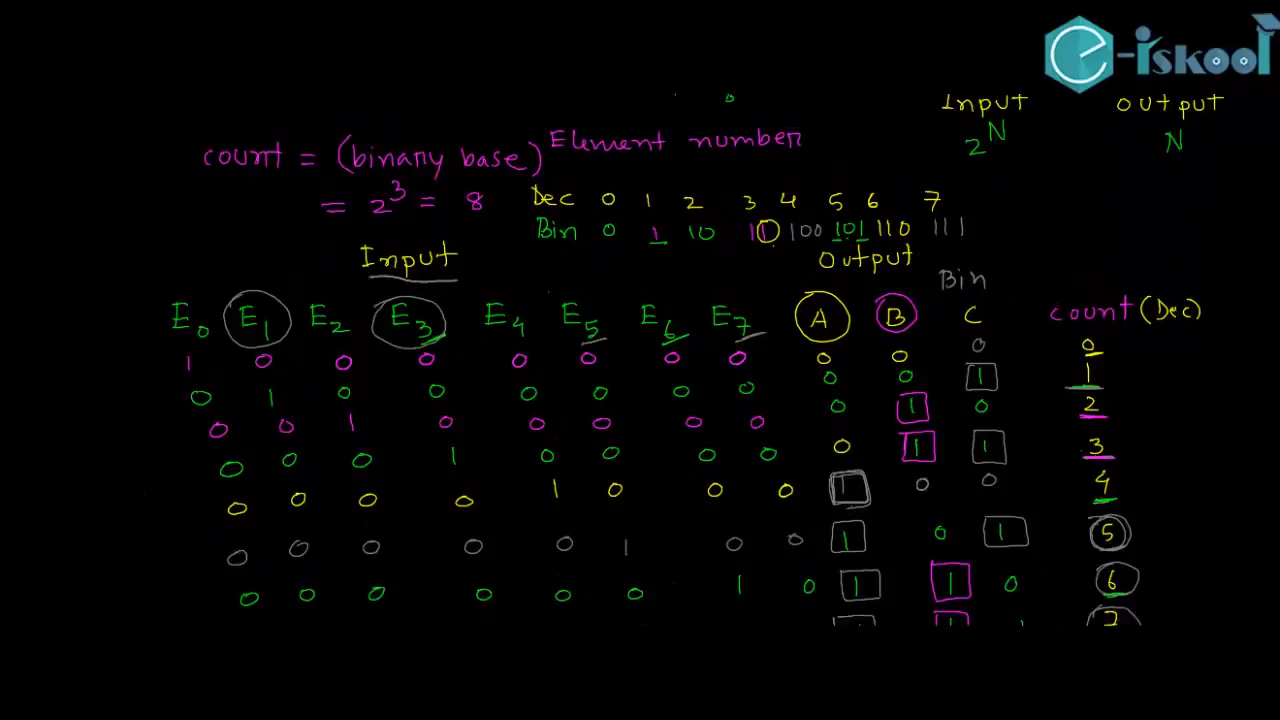 e-iskool
Input Output
2^N N
count = (binary base)^Element number
= 2^3 = 8
Dec 0 1 2 3 4 5 6 7
Bin 0 1 10 110 100 101 110 111
Input Output
Bin
E0 E1 E2 E3 E4 E5 E6 E7 A B C count (Dec)
1 0 0 0 0 0 0 0 0 0 0 0
0 1 0 0 0 0 0 0 0 0 1 1
0 0 1 0 0 0 0 0 0 1 0 2
0 0 0 1 0 0 0 0 0 1 1 3
0 0 0 0 1 0 0 0 1 0 0 4
0 0 0 0 0 1 0 0 1 0 1 5
0 0 0 0 0 0 1 0 1 1 0 6
7